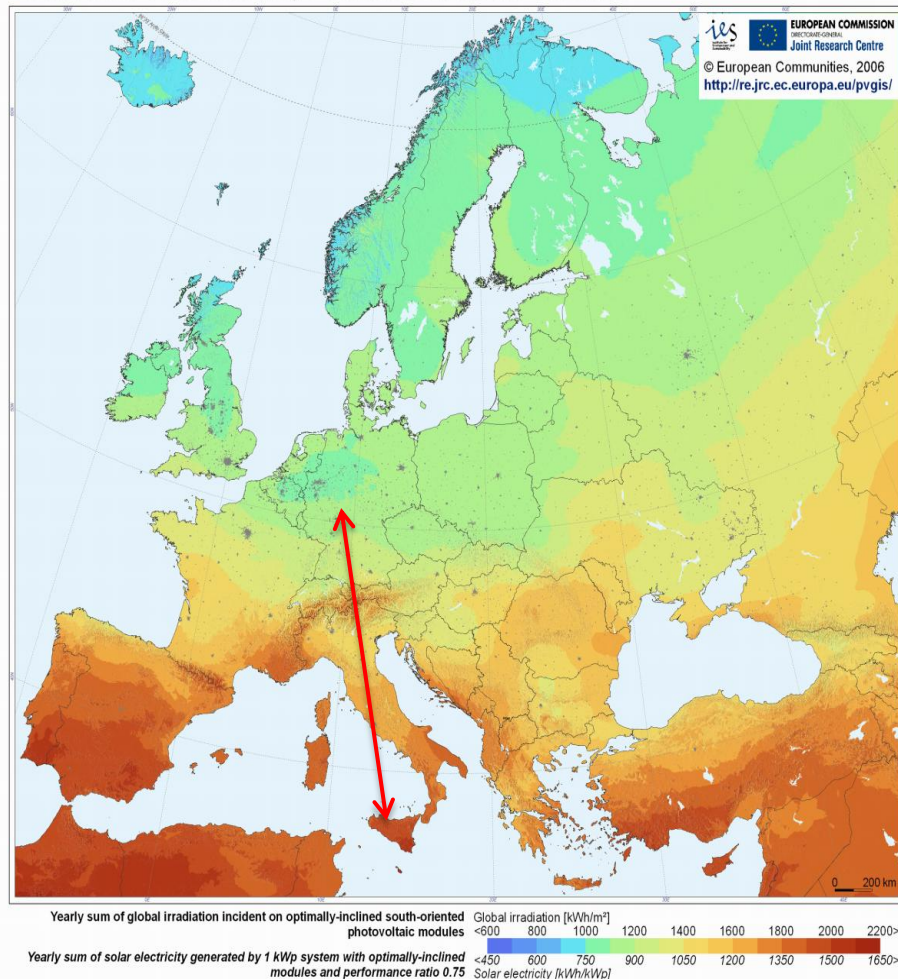 ies
EUROPEAN COMMISSION
DIRECTORATE-GENERAL
Joint Research Centre
© European Communities, 2006
http://re.jrc.ec.europa.eu/pvgis/
0 200 km
Yearly sum of global irradiation incident on optimally-inclined south-oriented
photovoltaic modules
Yearly sum of solar electricity generated by 1 kWp system with optimally-inclined
modules and performance ratio 0.75
Global irradiation [kWh/m²]
<600 800 1000 1200 1400 1600 1800 2000 2200>
<450 600 750 900 1050 1200 1350 1500 1650>
Solar electricity [kWh/kWp]